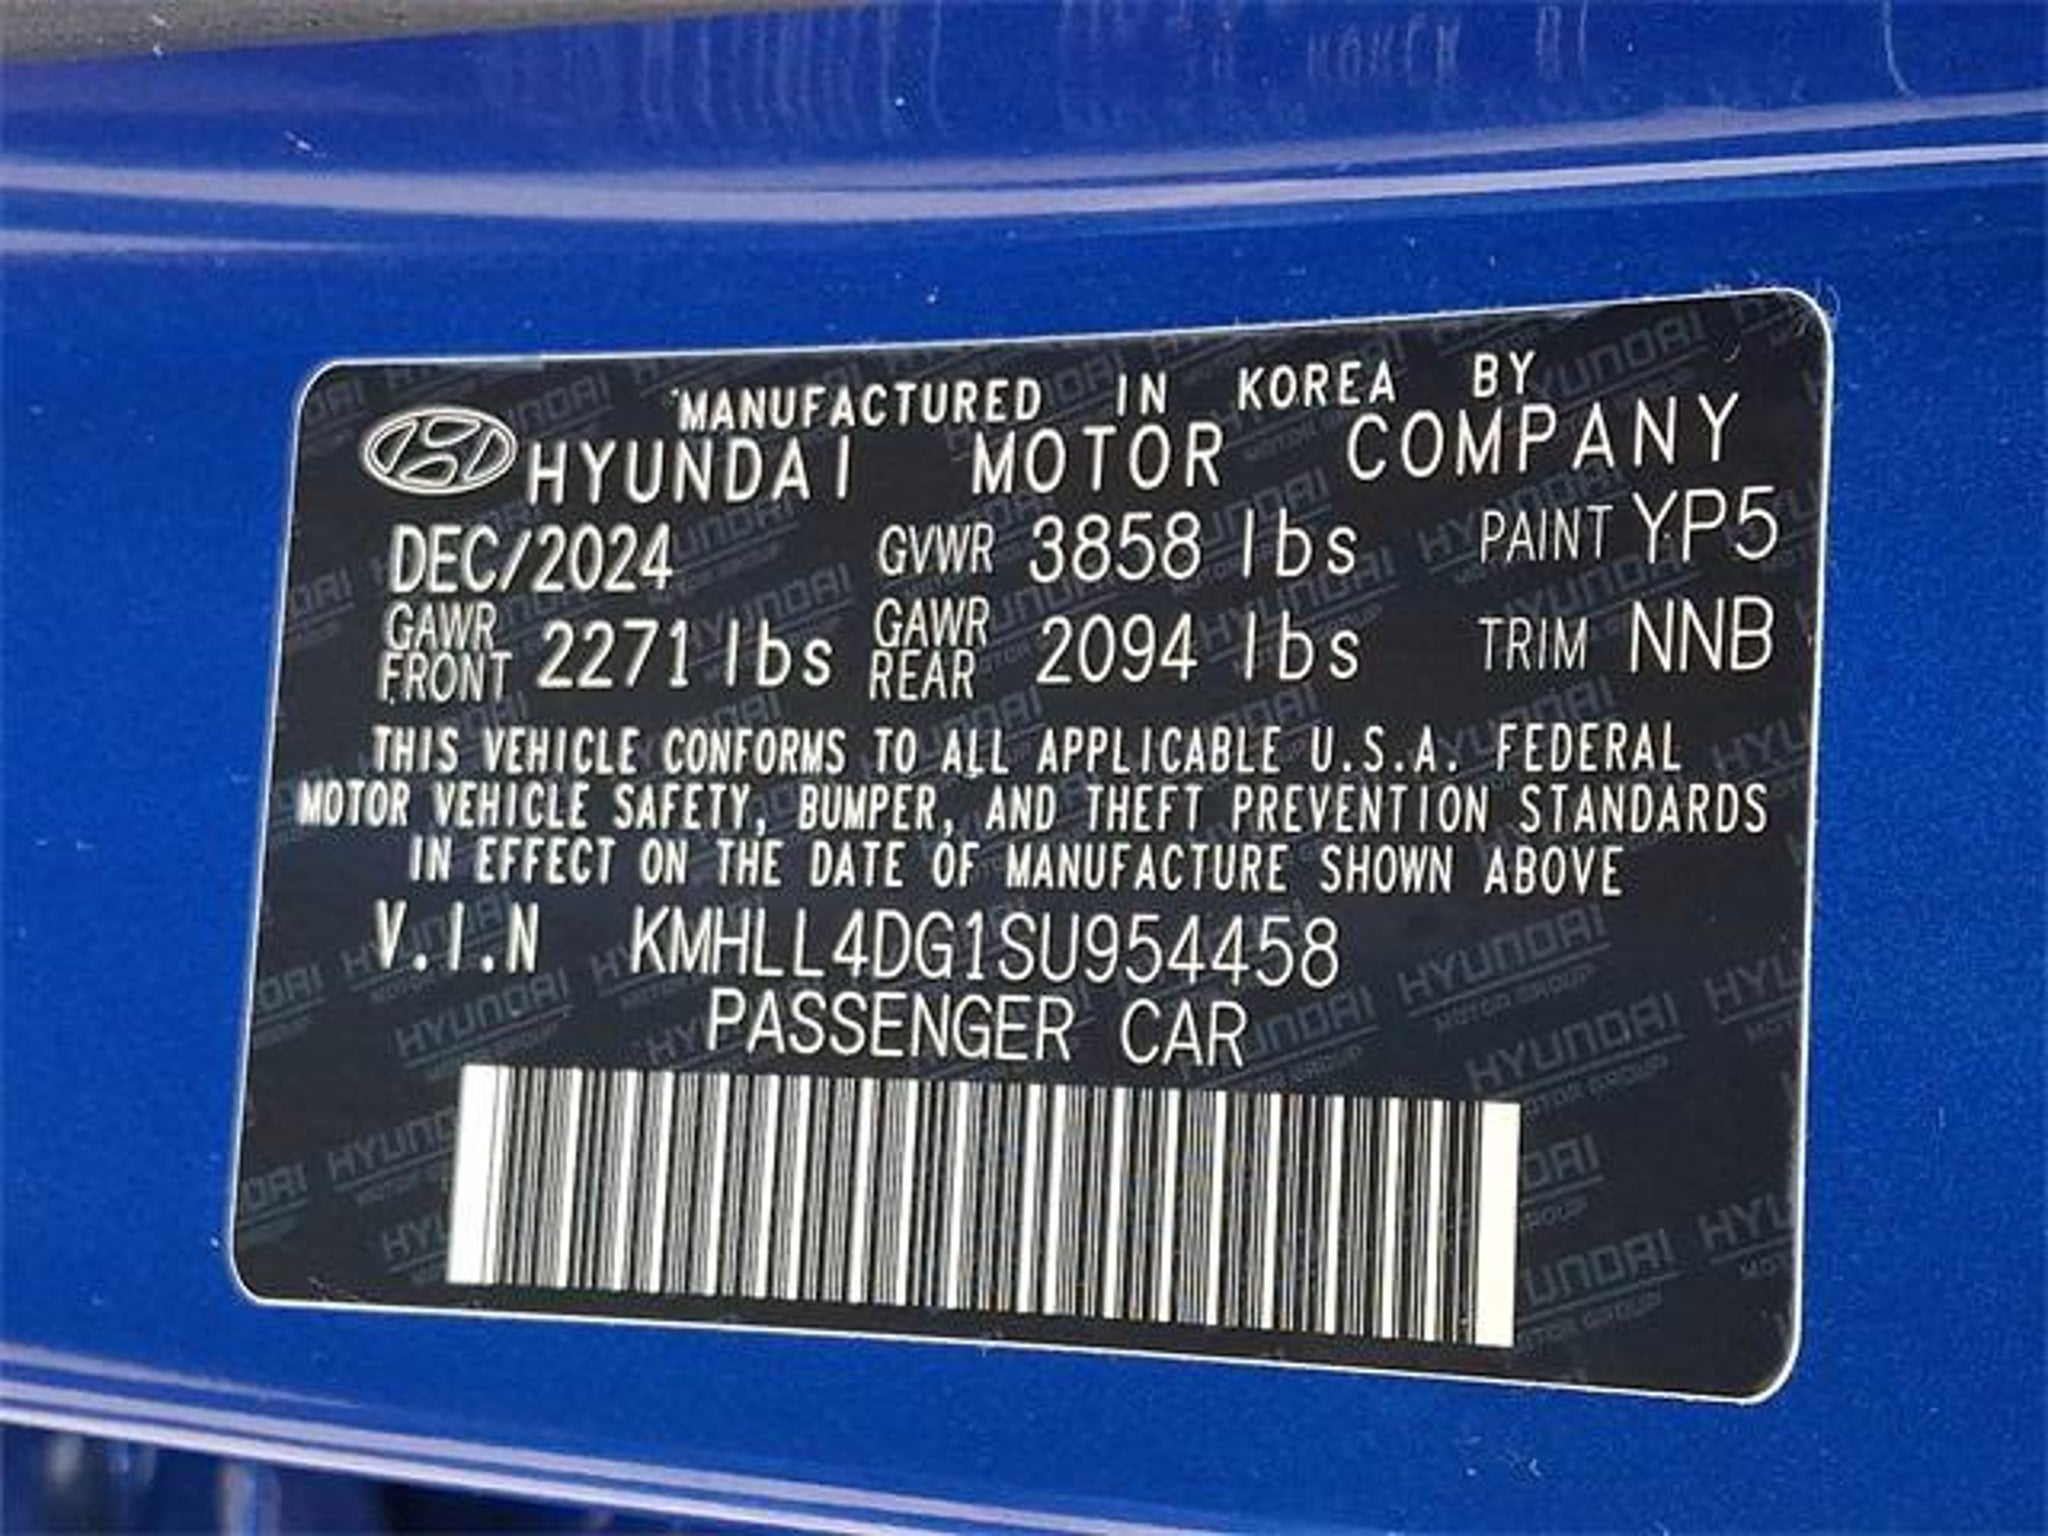 MANUFACTURED IN KOREA BY
HYUNDAI MOTOR COMPANY
DEC/2024 GVWR 3858 lbs PAINT YP5
GAWR FRONT 2271 lbs GAWR REAR 2094 lbs TRIM NNB
THIS VEHICLE CONFORMS TO ALL APPLICABLE U.S.A. FEDERAL
MOTOR VEHICLE SAFETY, BUMPER, AND THEFT PREVENTION STANDARDS
IN EFFECT ON THE DATE OF MANUFACTURE SHOWN ABOVE
V.I.N KMHLL4DG1SU954458
PASSENGER CAR